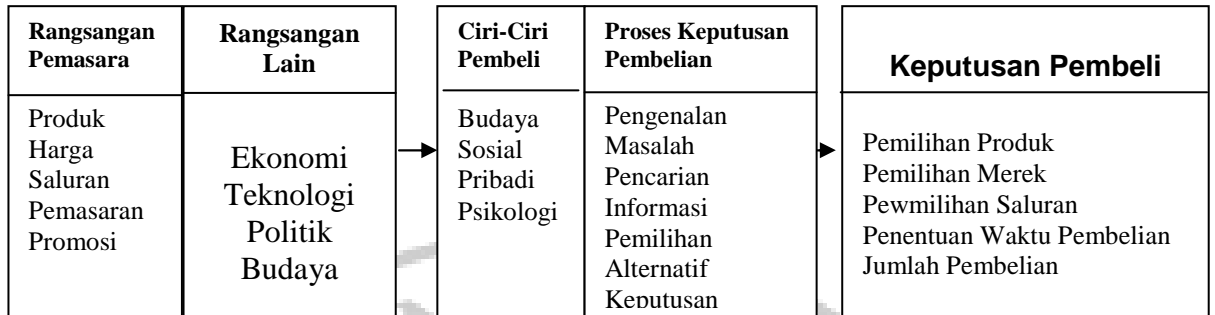 Rangsangan
Pemasara
Produk
Harga
Saluran
Pemasaran
Promosi
Rangsangan
Lain
Ekonomi
Teknologi
Politik
Budaya
Ciri-Ciri
Pembeli
Budaya
Sosial
Pribadi
Psikologi
Proses Keputusan
Pembelian
Pengenalan
Masalah
Pencarian
Informasi
Pemilihan
Alternatif
Keputusan
Keputusan Pembeli
Pemilihan Produk
Pemilihan Merek
Pewmilihan Saluran
Penentuan Waktu Pembelian
Jumlah Pembelian